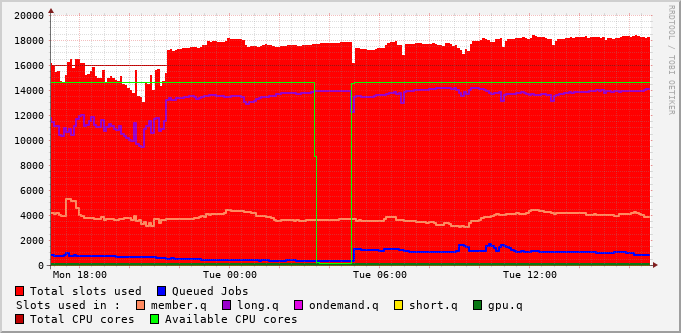 20000
18000
16000
14000
12000
10000
8000
6000
4000
2000
0
Mon 18:00 Tue 00:00 Tue 06:00 Tue 12:00
RRDTOOL / TOBI OETIKER
Total slots used Queued Jobs
Slots used in : member.q long.q ondemand.q short.q gpu.q
Total CPU cores Available CPU cores